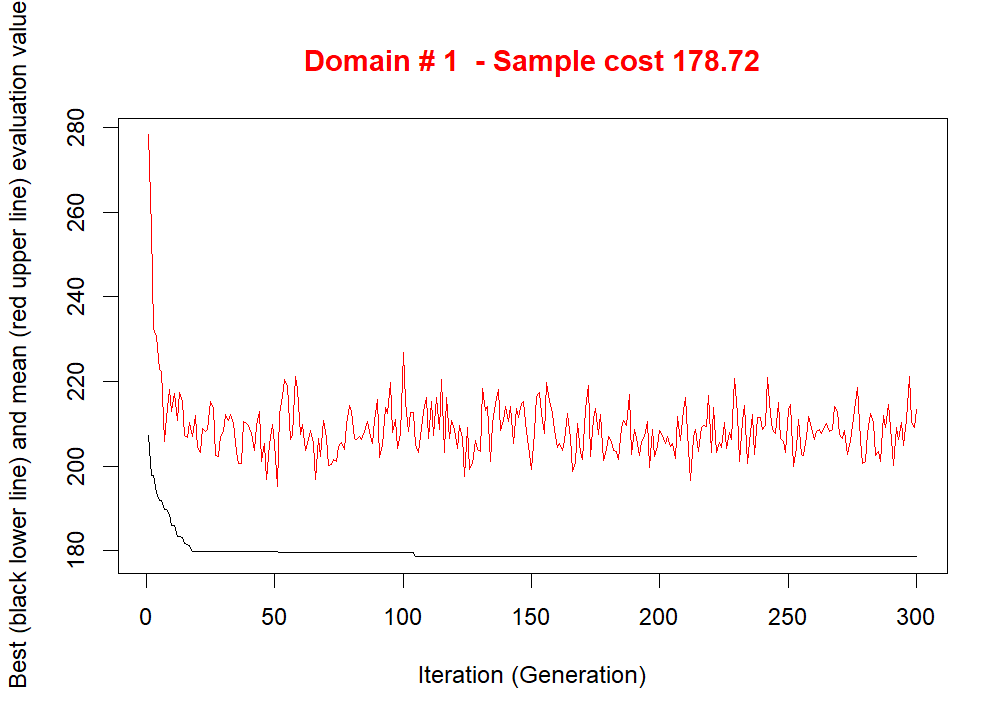 Domain # 1  - Sample cost 178.72
Best (black lower line) and mean (red upper line) evaluation value
280
260
240
220
200
180
0 50 100 150 200 250 300
Iteration (Generation)